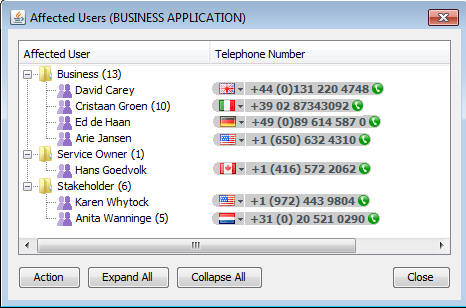 Affected Users (BUSINESS APPLICATION)
Affected User Telephone Number
Business (13)
David Carey +44 (0)131 220 4748
Cristaan Groen (10) +39 02 87343092
Ed de Haan +49 (0)89 614 587 0
Arie Jansen +1 (650) 632 4310
Service Owner (1)
Hans Goedvolk +1 (416) 572 2062
Stakeholder (6)
Karen Whytock +1 (972) 443 9804
Anita Wanninge (5) +31 (0) 20 521 0290
Action Expand All Collapse All Close